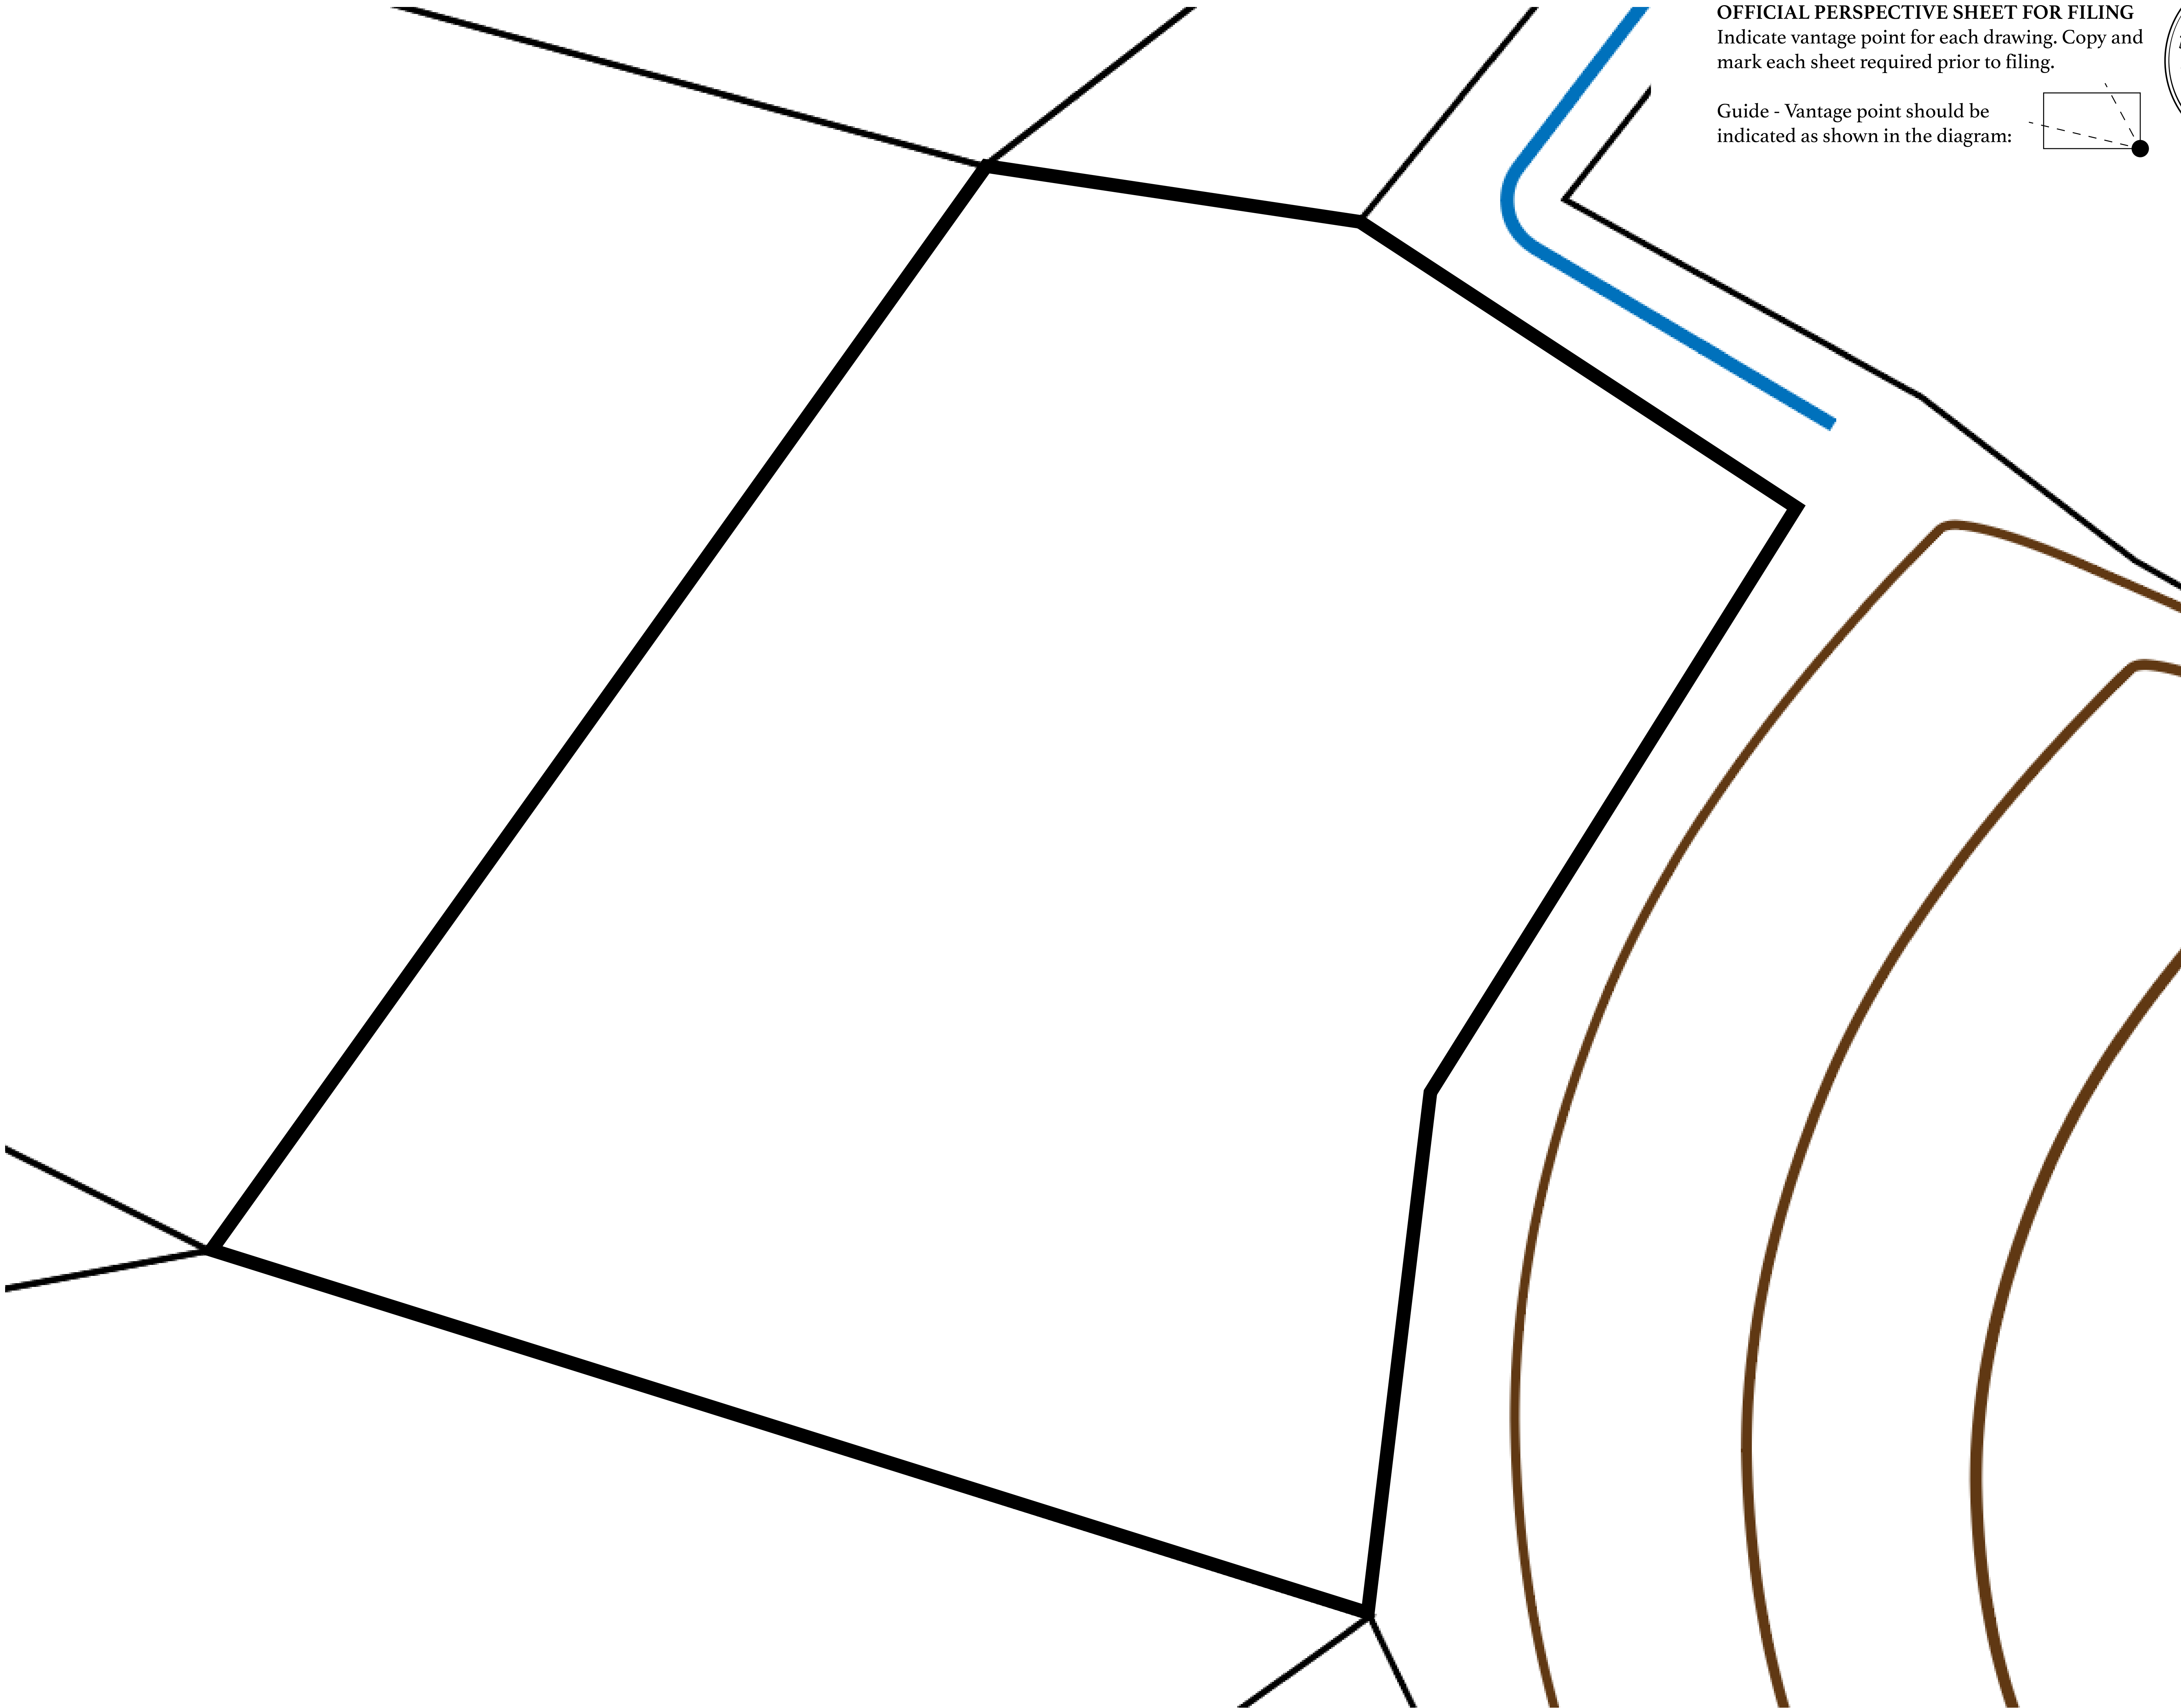 OFFICIAL PERSPECTIVE SHEET FOR FILING
Indicate vantage point for each drawing. Copy and
mark each sheet required prior to filing.
Guide - Vantage point should be
indicated as shown in the diagram: